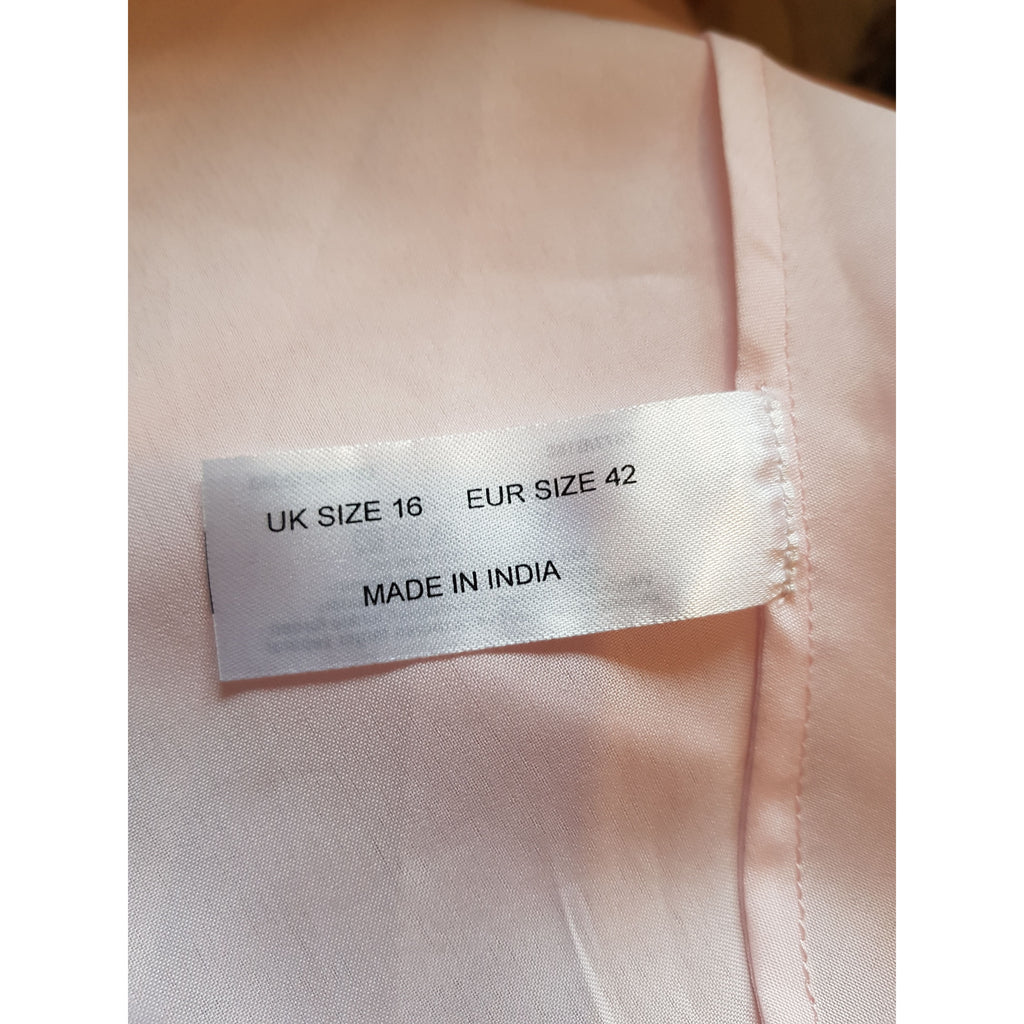 UK SIZE 16 EUR SIZE 42
MADE IN INDIA